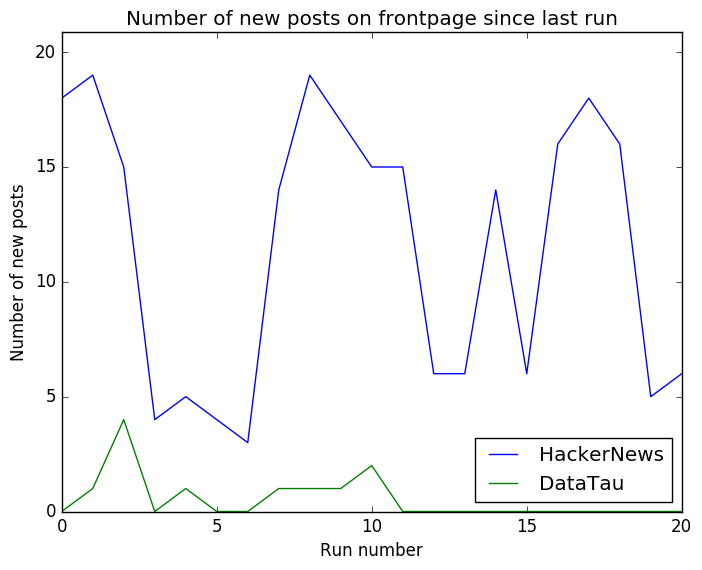 Number of new posts on frontpage since last run
20
15
10
5
0
Number of new posts
HackerNews
DataTau
0 5 10 15 20
Run number